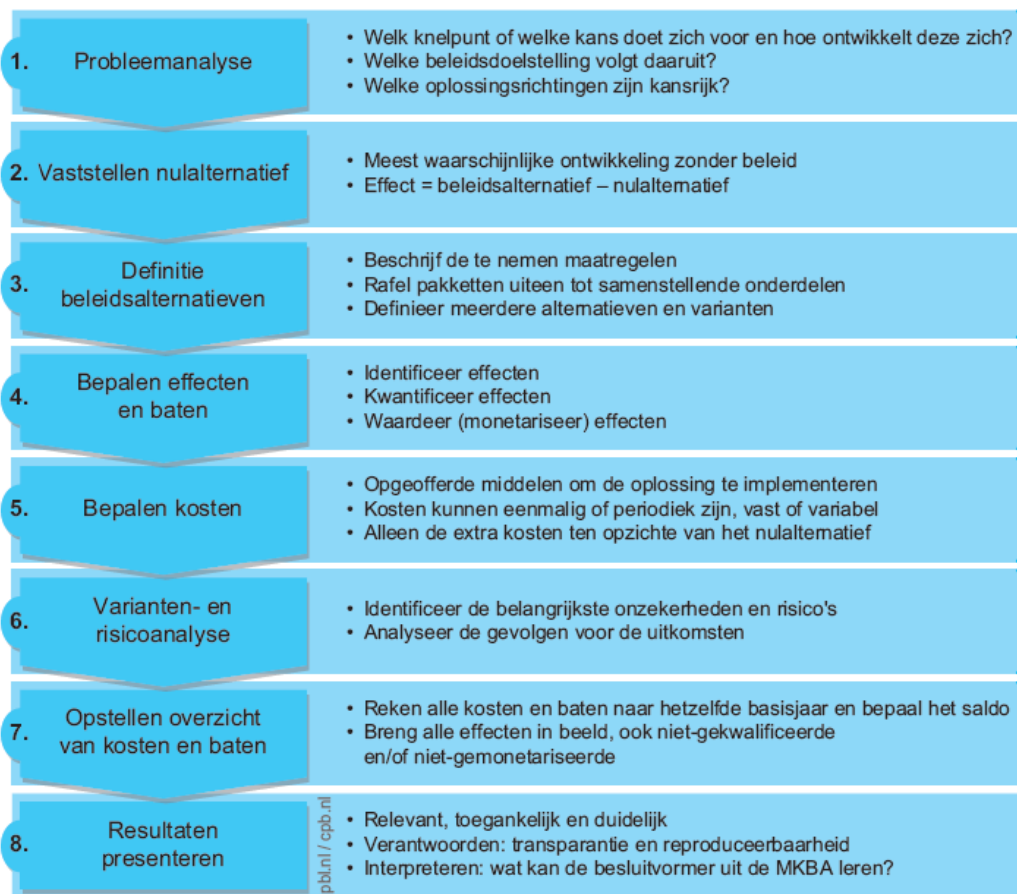 1. Probleemanalyse
• Welk knelpunt of welke kans doet zich voor en hoe ontwikkelt deze zich?
• Welke beleidsdoelstelling volgt daaruit?
• Welke oplossingsrichtingen zijn kansrijk?
2. Vaststellen nulalternatief
• Meest waarschijnlijke ontwikkeling zonder beleid
• Effect = beleidsalternatief – nulalternatief
3. Definitie
beleidsalternatieven
• Beschrijf de te nemen maatregelen
• Rafel pakketten uiteen tot samenstellende onderdelen
• Definieer meerdere alternatieven en varianten
4. Bepalen effecten
en baten
• Identificeer effecten
• Kwantificeer effecten
• Waardeer (monetariseer) effecten
5. Bepalen kosten
• Opgeofferde middelen om de oplossing te implementeren
• Kosten kunnen eenmalig of periodiek zijn, vast of variabel
• Alleen de extra kosten ten opzichte van het nulalternatief
6. Varianten- en
risicoanalyse
• Identificeer de belangrijkste onzekerheden en risico's
• Analyseer de gevolgen voor de uitkomsten
7. Opstellen overzicht
van kosten en baten
• Reken alle kosten en baten naar hetzelfde basisjaar en bepaal het saldo
• Breng alle effecten in beeld, ook niet-gekwalificeerde
en/of niet-gemonetariseerde
8. Resultaten
presenteren
• Relevant, toegankelijk en duidelijk
• Verantwoorden: transparantie en reproduceerbaarheid
• Interpreteren: wat kan de besluitvormer uit de MKBA leren?
pbl.nl / cpb.nl